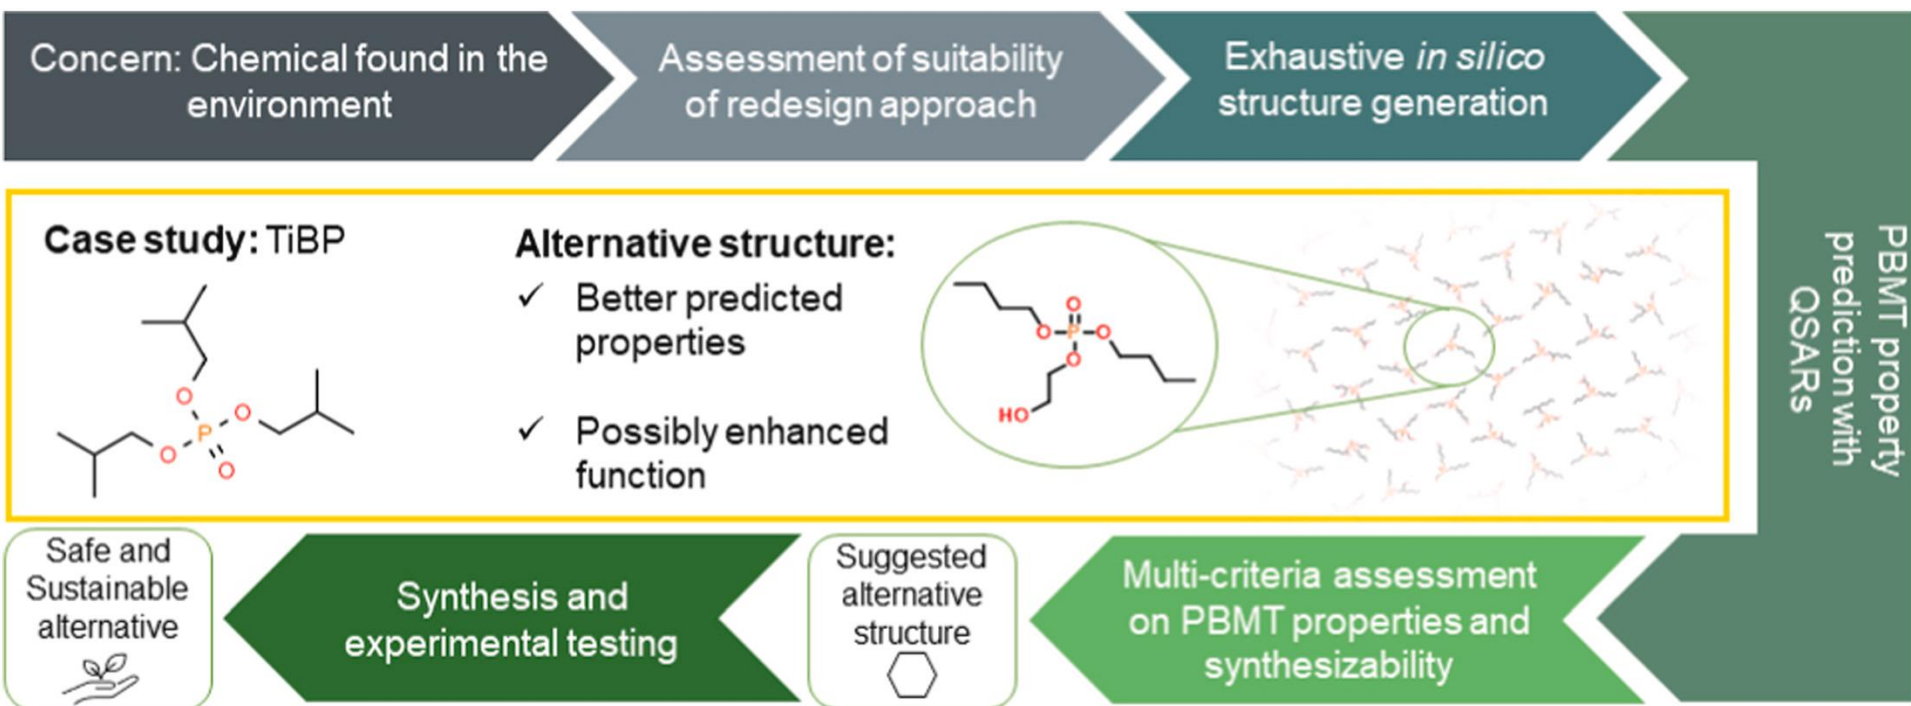 Concern: Chemical found in the
environment
Assessment of suitability
of redesign approach
Exhaustive in silico
structure generation
PBMT property
prediction with
QSARs
Case study: TiBP
O
O
P
O
O
Alternative structure:
✓ Better predicted
properties
✓ Possibly enhanced
function
O
O P O
O
HO
Multi-criteria assessment
on PBMT properties and
synthesizability
Suggested
alternative
structure
Synthesis and
experimental testing
Safe and
Sustainable
alternative